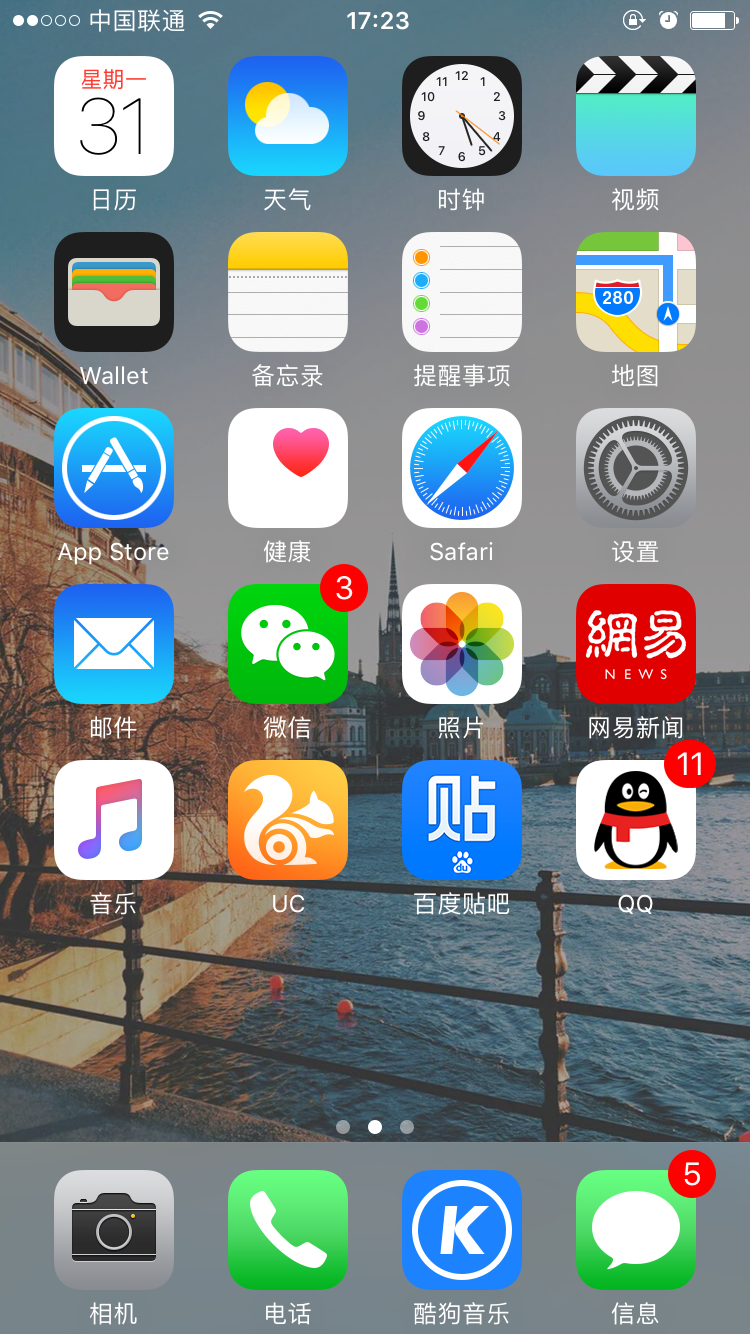 中国联通 17:23
星期一
31
12
11 1
10 2
9 3
8 4
7 5
6
日历 天气 时钟 视频
280
Wallet 备忘录 提醒事项 地图
App Store 健康 Safari 设置
3
網易
NEWS
邮件 微信 照片 网易新闻
11
贴
du
音乐 UC 百度贴吧 QQ
5
K
相机 电话 酷狗音乐 信息